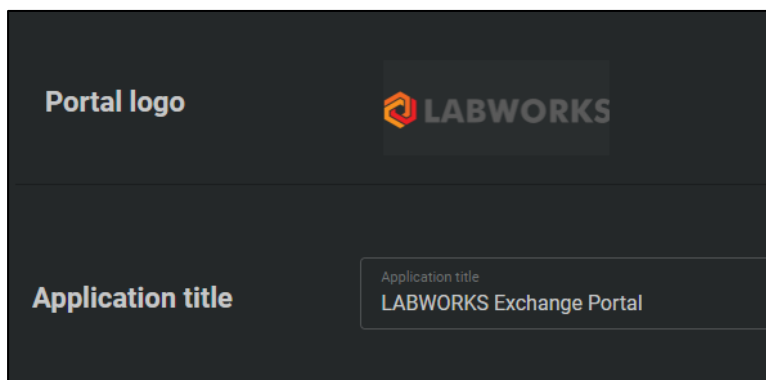 Portal logo
LABWORKS
Application title
Application title
LABWORKS Exchange Portal